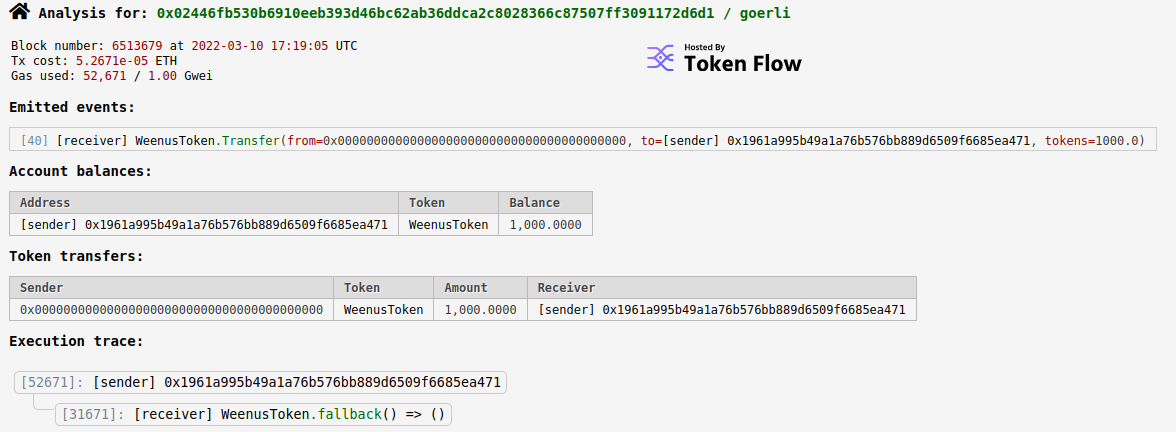 Analysis for: 0x02446fb530b6910eeb393d46bc62ab36ddca2c8028366c87507ff3091172d6d1 / goerli
Block number: 6513679 at 2022-03-10 17:19:05 UTC
Tx cost: 5.2671e-05 ETH
Gas used: 52,671 / 1.00 Gwei
Hosted By
Token Flow
Emitted events:
[40] [receiver] WeenusToken.Transfer(from=0x0000000000000000000000000000000000000000, to=[sender] 0x1961a995b49a1a76b576bb889d6509f6685ea471, tokens=1000.0)
Account balances:
Address Token Balance
[sender] 0x1961a995b49a1a76b576bb889d6509f6685ea471 WeenusToken 1,000.0000
Token transfers:
Sender Token Amount Receiver
0x0000000000000000000000000000000000000000 WeenusToken 1,000.0000 [sender] 0x1961a995b49a1a76b576bb889d6509f6685ea471
Execution trace:
[52671]: [sender] 0x1961a995b49a1a76b576bb889d6509f6685ea471
[31671]: [receiver] WeenusToken.fallback() => ()